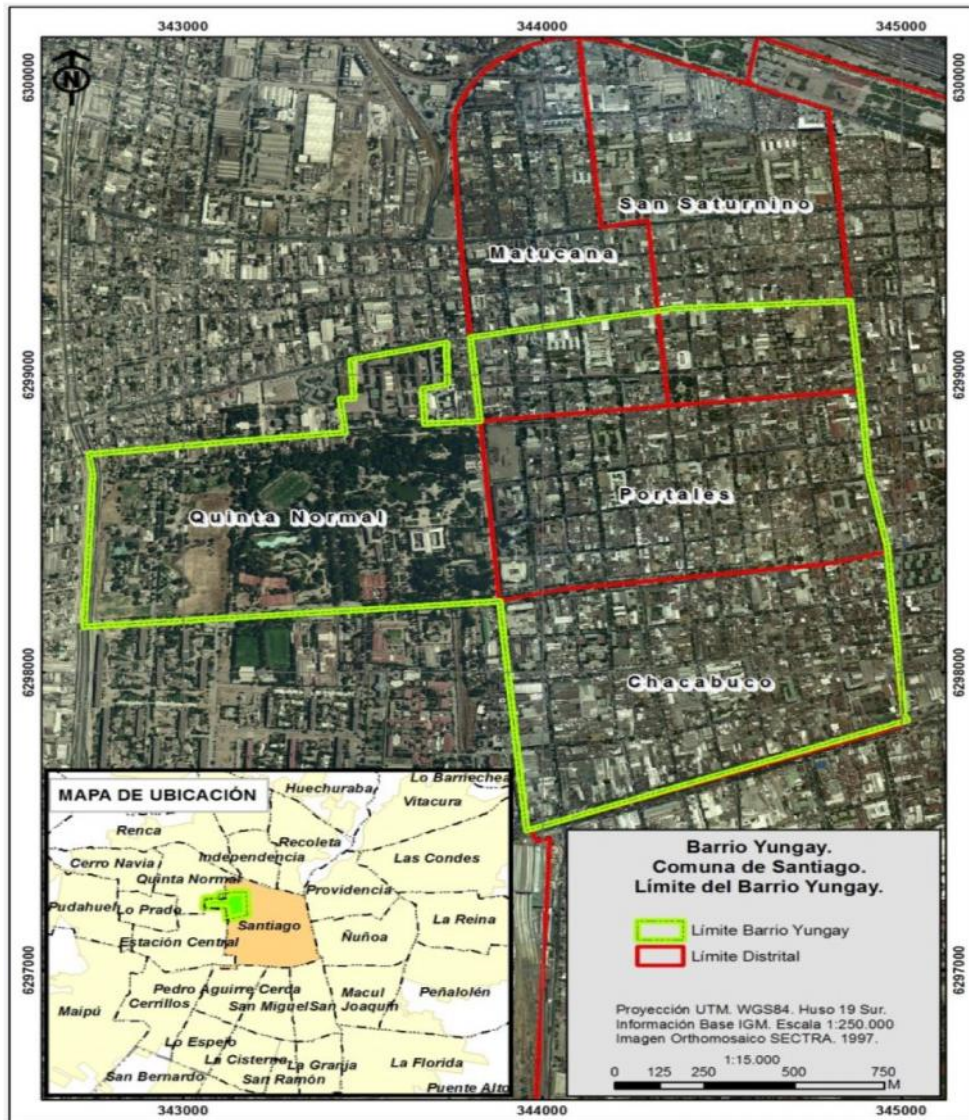 343000 344000 345000
6300000
6300000
N
San Saturnino
Matucana
6299000
6299000
Portales
Quinta Normal
6298000
6298000
Chacabuco
MAPA DE UBICACIÓN
Lo Barnechea
Huechuraba
Vitacura
Renca
Recoleta
Independencia
Las Condes
Cerro Navia
Quinta Normal
Providencia
Pudahuel
Lo Prado
La Reina
Santiago
Ñuñoa
Estación Central
Pedro Aguirre Cerda
Macul
Peñalolén
Maipú
Cerrillos
San Miguel
San Joaquín
Lo Espejo
La Cisterna
La Granja
La Florida
San Bernardo
San Ramón
Puente Alto
Barrio Yungay.
Comuna de Santiago.
Límite del Barrio Yungay.
Límite Barrio Yungay
Límite Distrital
6297000
6297000
Proyección UTM. WGS84. Huso 19 Sur.
Información Base IGM. Escala 1:250.000
Imagen Orthomosaico SECTRA. 1997.
1:15.000
0 125 250 500 750
M
343000 344000 345000